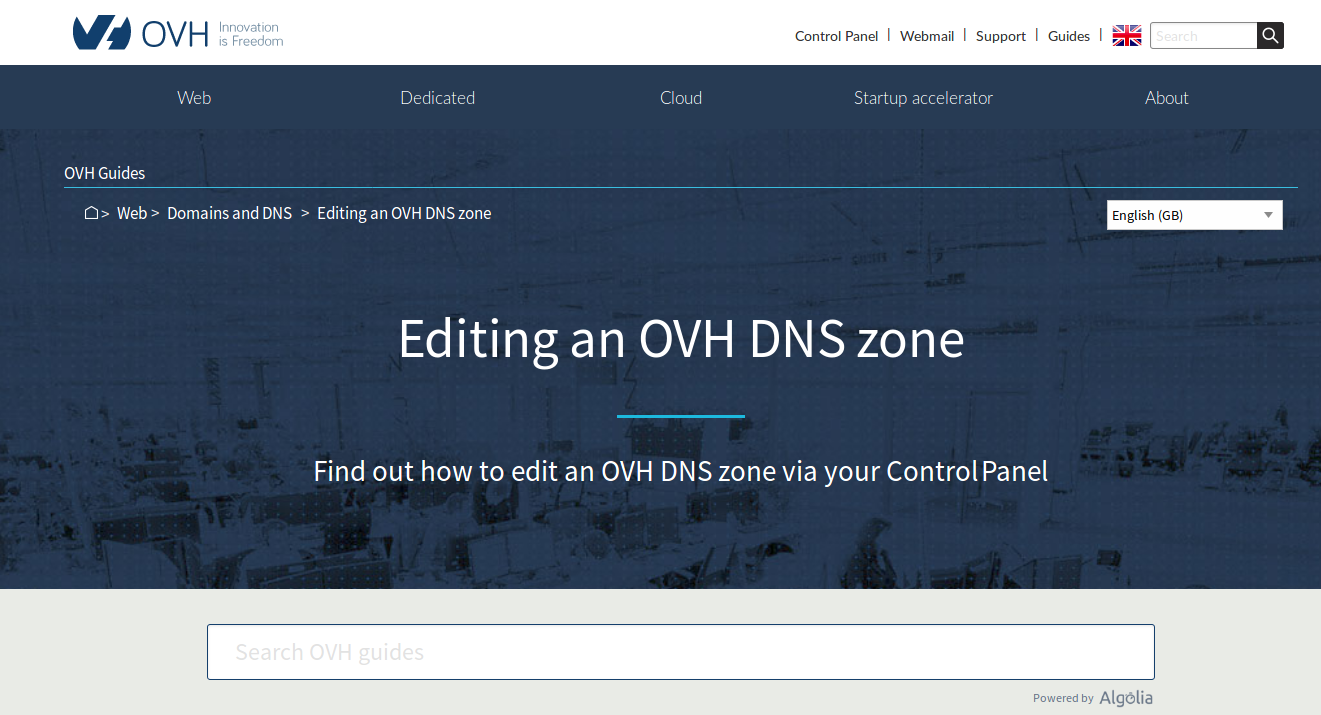 OVH Innovation is Freedom
Control Panel | Webmail | Support | Guides | Search
Web Dedicated Cloud Startup accelerator About
OVH Guides
> Web > Domains and DNS > Editing an OVH DNS zone
English (GB)
Editing an OVH DNS zone
Find out how to edit an OVH DNS zone via your Control Panel
Search OVH guides
Powered by Algolia